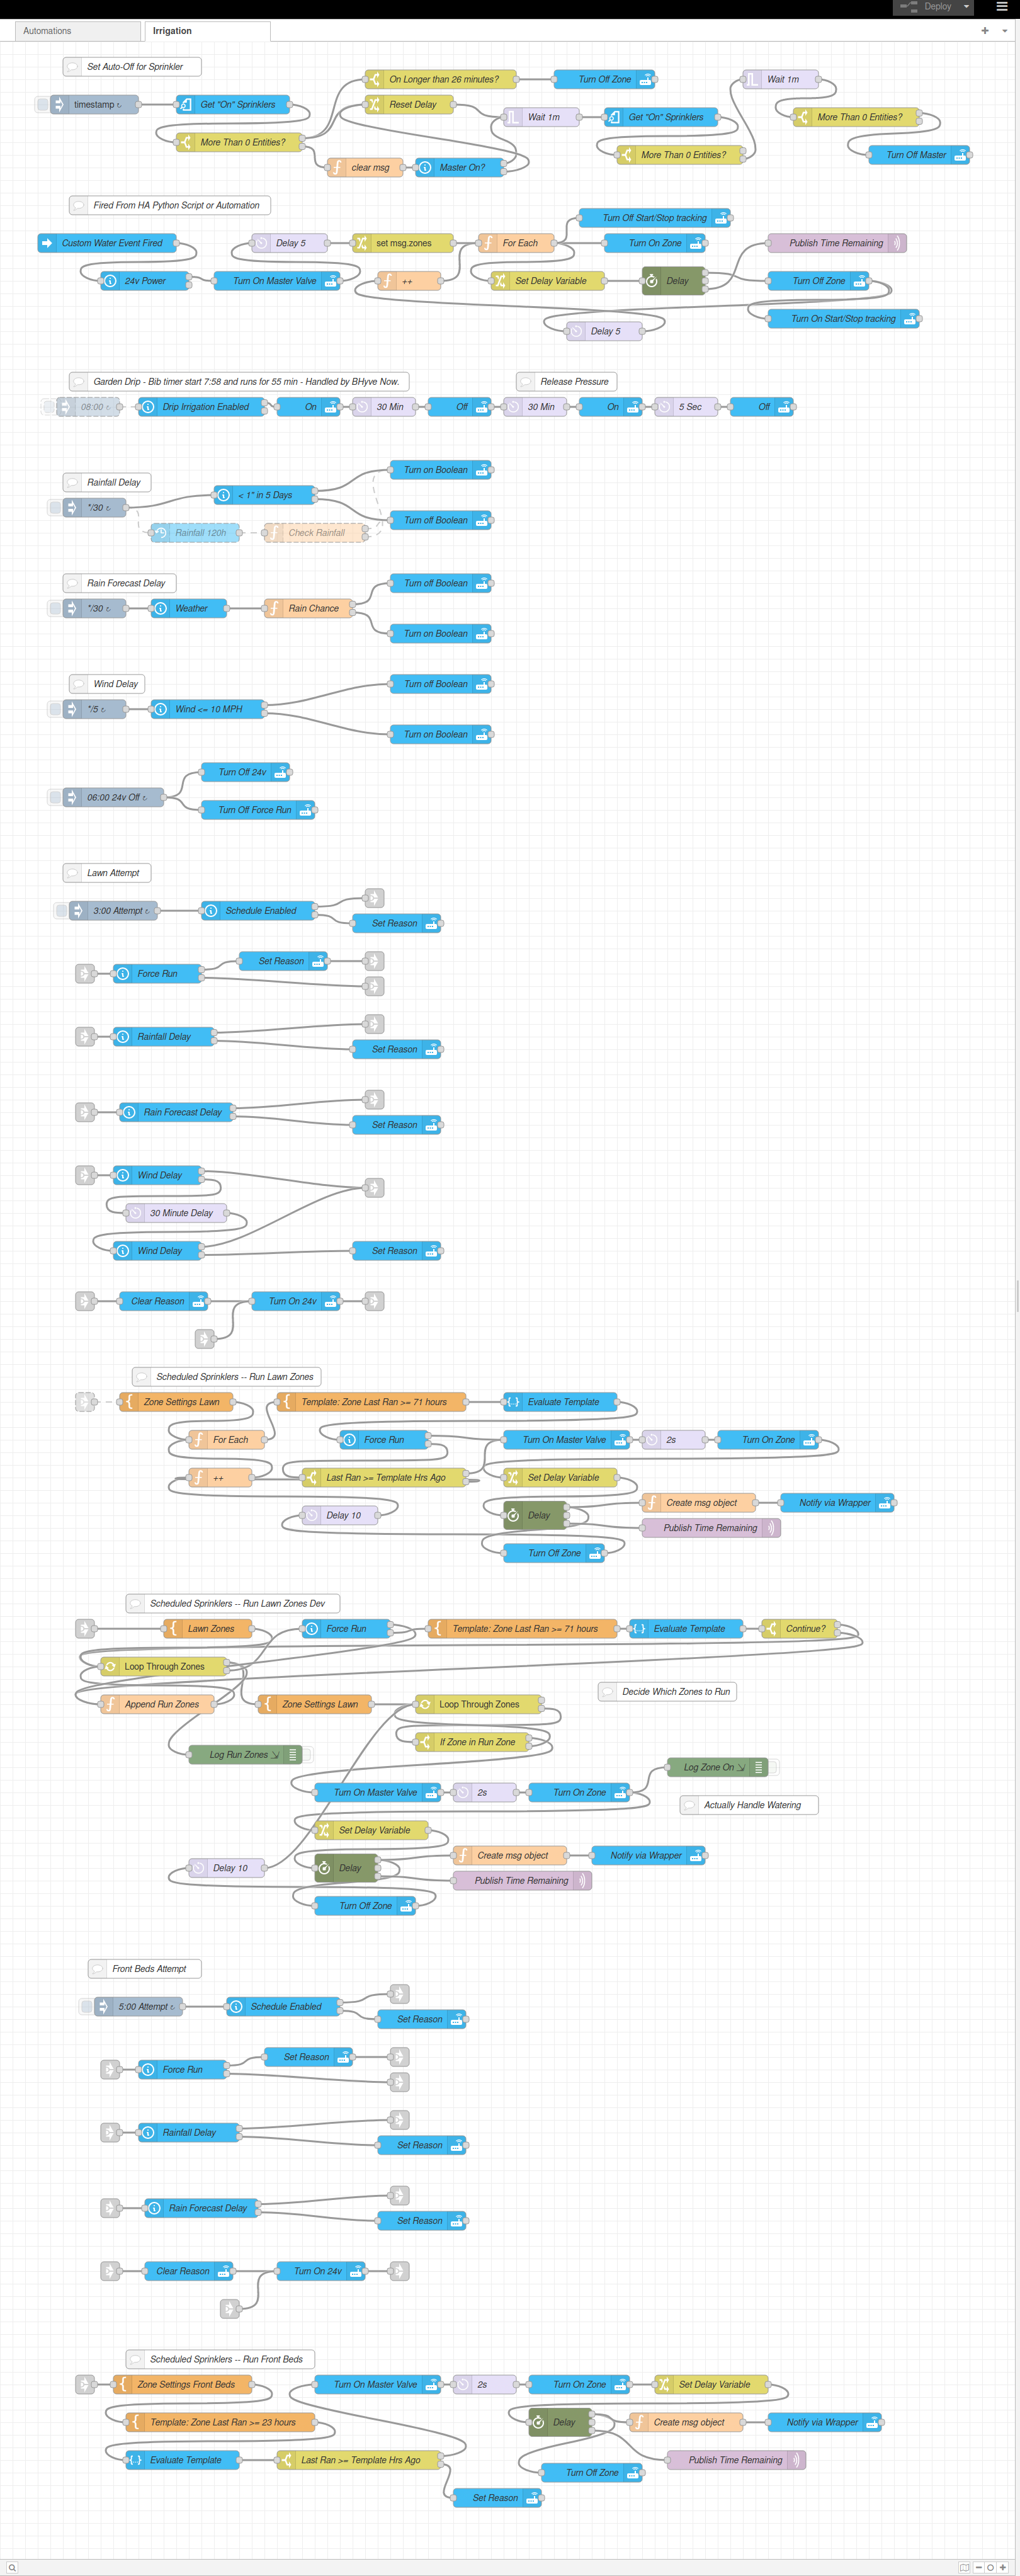 Deploy
Automations
Irrigation
Set Auto-Off for Sprinkler
On Longer than 26 minutes?
Turn Off Zone
Wait 1m
timestamp ↻
Get "On" Sprinklers
Reset Delay
Wait 1m
Get "On" Sprinklers
More Than 0 Entities?
More Than 0 Entities?
More Than 0 Entities?
Turn Off Master
clear msg
Master On?
Fired From HA Python Script or Automation
Turn Off Start/Stop tracking
Custom Water Event Fired
Delay 5
set msg.zones
For Each
Turn On Zone
Publish Time Remaining
24v Power
Turn On Master Valve
++
Set Delay Variable
Delay
Turn Off Zone
Turn On Start/Stop tracking
Delay 5
Garden Drip - Bib timer start 7:58 and runs for 55 min - Handled by BHyve Now.
Release Pressure
08:00 ↻
Drip Irrigation Enabled
On
30 Min
Off
30 Min
On
5 Sec
Off
Rainfall Delay
Turn on Boolean
*/30 ↻
< 1" in 5 Days
Turn off Boolean
Rainfall 120h
Check Rainfall
Rain Forecast Delay
Turn off Boolean
*/30 ↻
Weather
Rain Chance
Turn on Boolean
Wind Delay
Turn off Boolean
*/5 ↻
Wind <= 10 MPH
Turn on Boolean
Turn Off 24v
06:00 24v Off ↻
Turn Off Force Run
Lawn Attempt
3:00 Attempt ↻
Schedule Enabled
Set Reason
Set Reason
Force Run
Rainfall Delay
Set Reason
Rain Forecast Delay
Set Reason
Wind Delay
30 Minute Delay
Wind Delay
Set Reason
Clear Reason
Turn On 24v
Scheduled Sprinklers -- Run Lawn Zones
Zone Settings Lawn
Template: Zone Last Ran >= 71 hours
Evaluate Template
For Each
Force Run
Turn On Master Valve
2s
Turn On Zone
++
Last Ran >= Template Hrs Ago
Set Delay Variable
Delay 10
Delay
Create msg object
Notify via Wrapper
Publish Time Remaining
Turn Off Zone
Scheduled Sprinklers -- Run Lawn Zones Dev
Lawn Zones
Force Run
Template: Zone Last Ran >= 71 hours
Evaluate Template
Continue?
Loop Through Zones
Decide Which Zones to Run
Append Run Zones
Zone Settings Lawn
Loop Through Zones
If Zone in Run Zone
Log Run Zones ⇲
Log Zone On ⇲
Turn On Master Valve
2s
Turn On Zone
Actually Handle Watering
Set Delay Variable
Create msg object
Notify via Wrapper
Delay 10
Delay
Publish Time Remaining
Turn Off Zone
Front Beds Attempt
5:00 Attempt ↻
Schedule Enabled
Set Reason
Set Reason
Force Run
Rainfall Delay
Set Reason
Rain Forecast Delay
Set Reason
Clear Reason
Turn On 24v
Scheduled Sprinklers -- Run Front Beds
Zone Settings Front Beds
Turn On Master Valve
2s
Turn On Zone
Set Delay Variable
Template: Zone Last Ran >= 23 hours
Delay
Create msg object
Notify via Wrapper
Evaluate Template
Last Ran >= Template Hrs Ago
Publish Time Remaining
Turn Off Zone
Set Reason